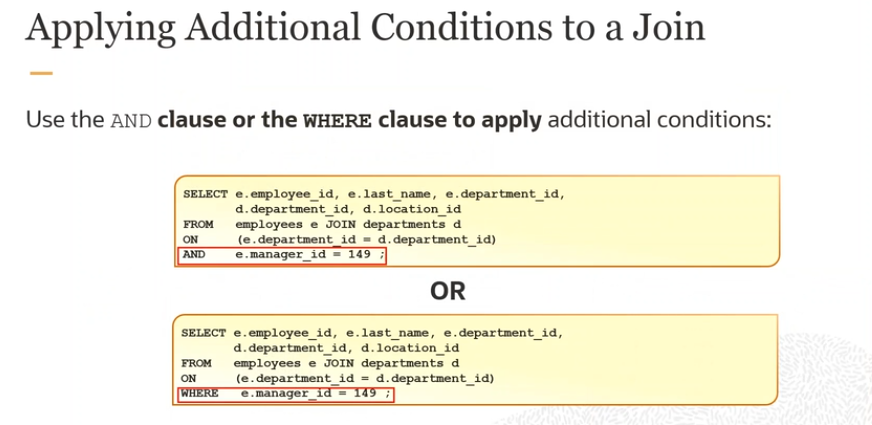 Applying Additional Conditions to a Join
Use the AND clause or the WHERE clause to apply additional conditions:
SELECT e.employee_id, e.last_name, e.department_id,
d.department_id, d.location_id
FROM employees e JOIN departments d
ON (e.department_id = d.department_id)
AND e.manager_id = 149 ;
OR
SELECT e.employee_id, e.last_name, e.department_id,
d.department_id, d.location_id
FROM employees e JOIN departments d
ON (e.department_id = d.department_id)
WHERE e.manager_id = 149 ;